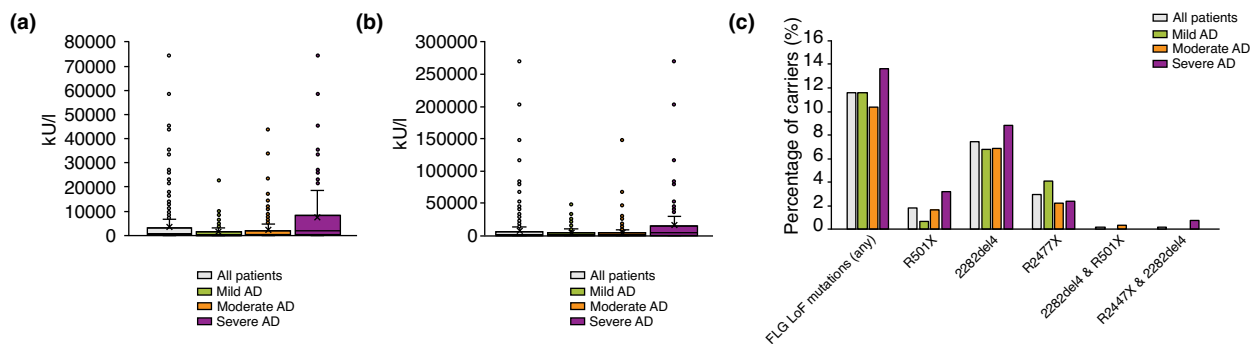 (a)
80000
70000
60000
50000
40000
30000
20000
10000
0
kU/l
All patients
Mild AD
Moderate AD
Severe AD
(b)
300000
250000
200000
150000
100000
50000
0
kU/l
All patients
Mild AD
Moderate AD
Severe AD
(c)
All patients
Mild AD
Moderate AD
Severe AD
16
14
12
10
8
6
4
2
0
Percentage of carriers (%)
FLG LoF mutations (any)
R501X
2282del4
R2477X
2282del4 & R501X
R2447X & 2282del4